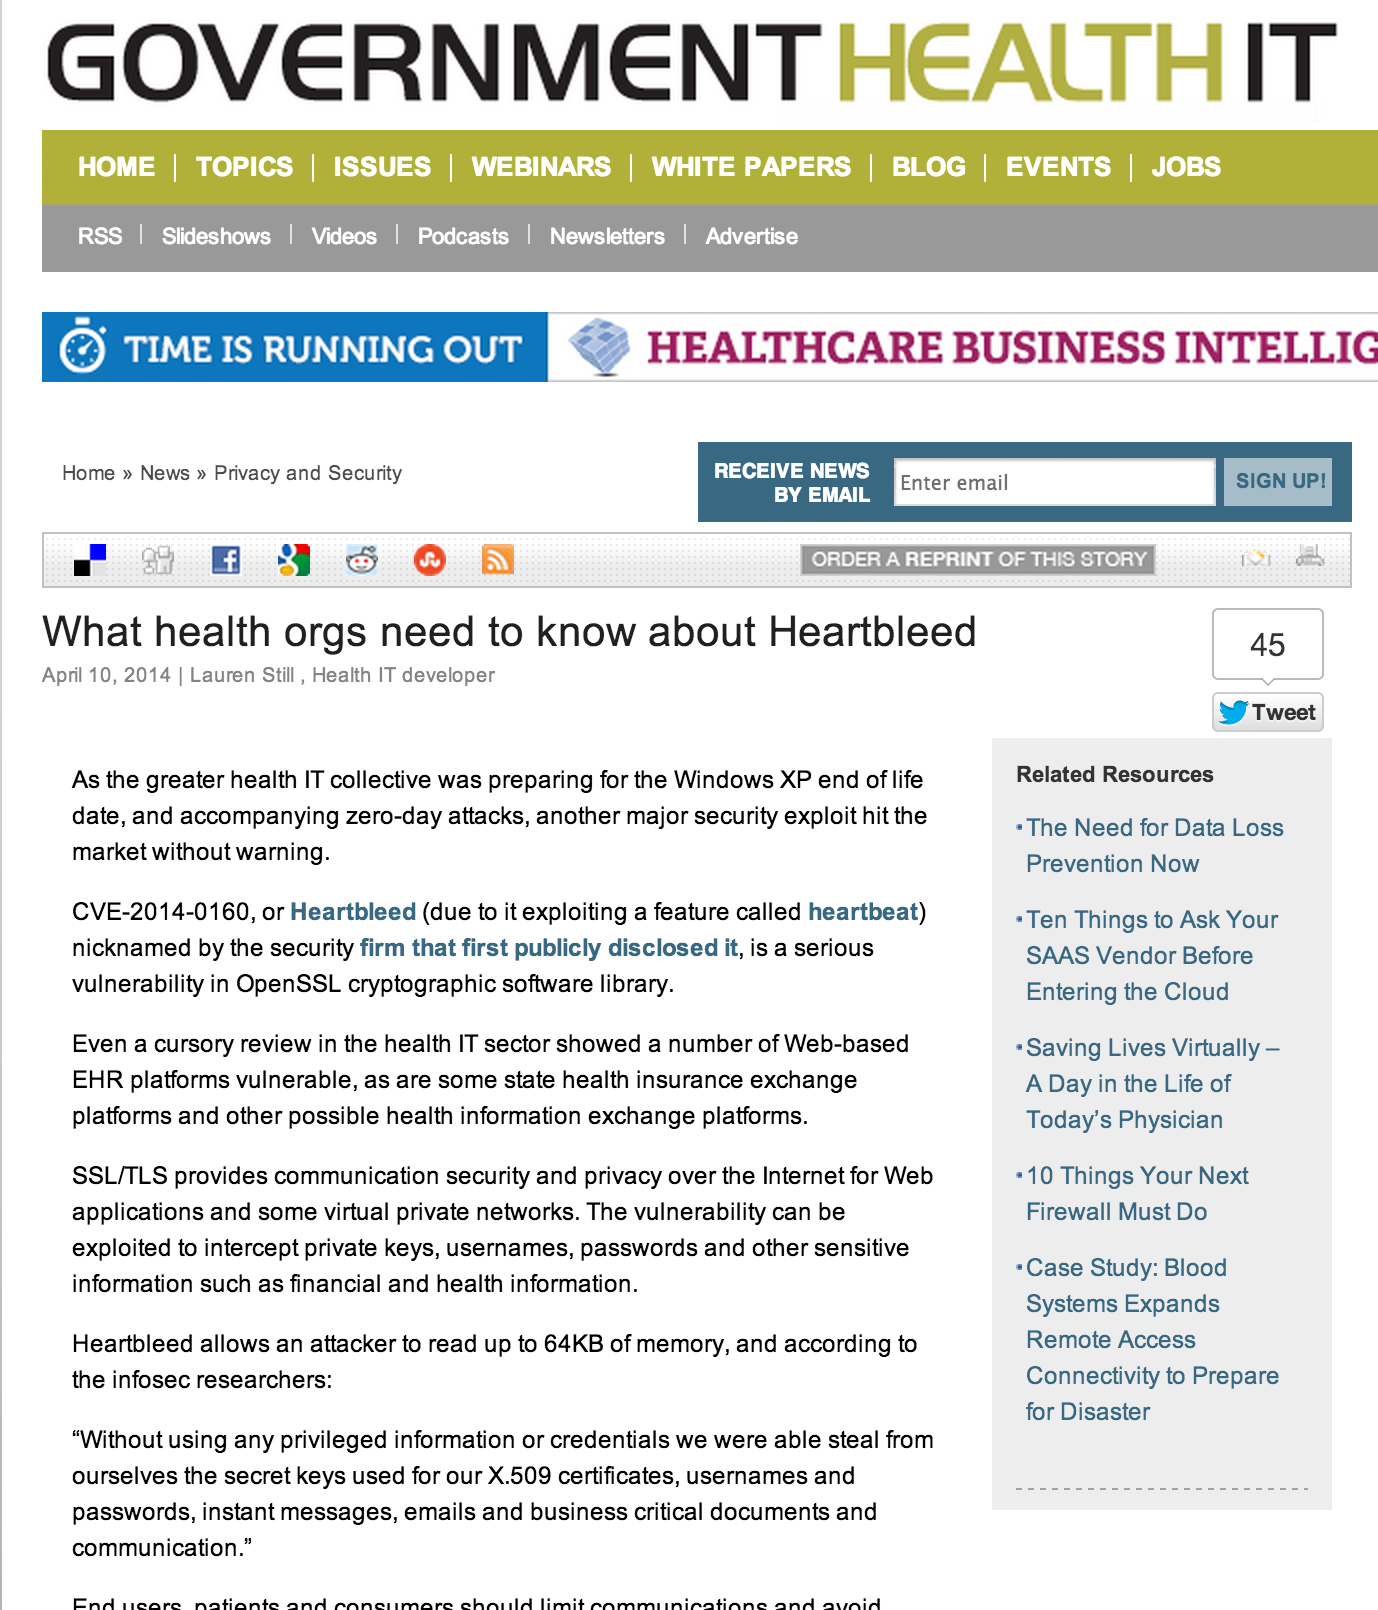 GOVERNMENT HEALTH IT
HOME | TOPICS | ISSUES | WEBINARS | WHITE PAPERS | BLOG | EVENTS | JOBS
RSS | Slideshows | Videos | Podcasts | Newsletters | Advertise
TIME IS RUNNING OUT
HEALTHCARE BUSINESS INTELLIG
Home » News » Privacy and Security
RECEIVE NEWS
BY EMAIL
Enter email
SIGN UP!
ORDER A REPRINT OF THIS STORY
What health orgs need to know about Heartbleed
April 10, 2014 | Lauren Still , Health IT developer
45
Tweet
As the greater health IT collective was preparing for the Windows XP end of life
date, and accompanying zero-day attacks, another major security exploit hit the
market without warning.
CVE-2014-0160, or Heartbleed (due to it exploiting a feature called heartbeat)
nicknamed by the security firm that first publicly disclosed it, is a serious
vulnerability in OpenSSL cryptographic software library.
Even a cursory review in the health IT sector showed a number of Web-based
EHR platforms vulnerable, as are some state health insurance exchange
platforms and other possible health information exchange platforms.
SSL/TLS provides communication security and privacy over the Internet for Web
applications and some virtual private networks. The vulnerability can be
exploited to intercept private keys, usernames, passwords and other sensitive
information such as financial and health information.
Heartbleed allows an attacker to read up to 64KB of memory, and according to
the infosec researchers:
“Without using any privileged information or credentials we were able steal from
ourselves the secret keys used for our X.509 certificates, usernames and
passwords, instant messages, emails and business critical documents and
communication.”
End users, patients and consumers should limit communications and avoid
Related Resources
The Need for Data Loss
Prevention Now
Ten Things to Ask Your
SAAS Vendor Before
Entering the Cloud
Saving Lives Virtually –
A Day in the Life of
Today’s Physician
10 Things Your Next
Firewall Must Do
Case Study: Blood
Systems Expands
Remote Access
Connectivity to Prepare
for Disaster